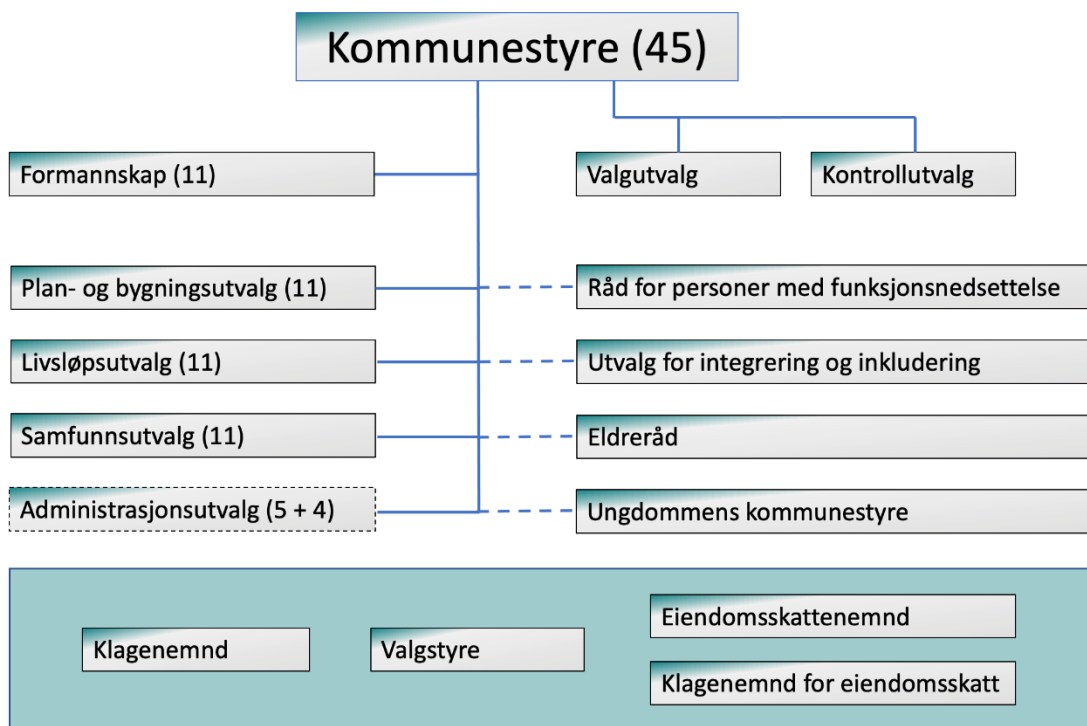 Kommunestyre (45)
Formannskap (11)
Valgutvalg
Kontrollutvalg
Plan- og bygningsutvalg (11)
Råd for personer med funksjonsnedsettelse
Livsløpsutvalg (11)
Utvalg for integrering og inkludering
Samfunnsutvalg (11)
Eldreråd
Administrasjonsutvalg (5 + 4)
Ungdommens kommunestyre
Klagenemnd
Valgstyre
Eiendomsskattenemnd
Klagenemnd for eiendomsskatt